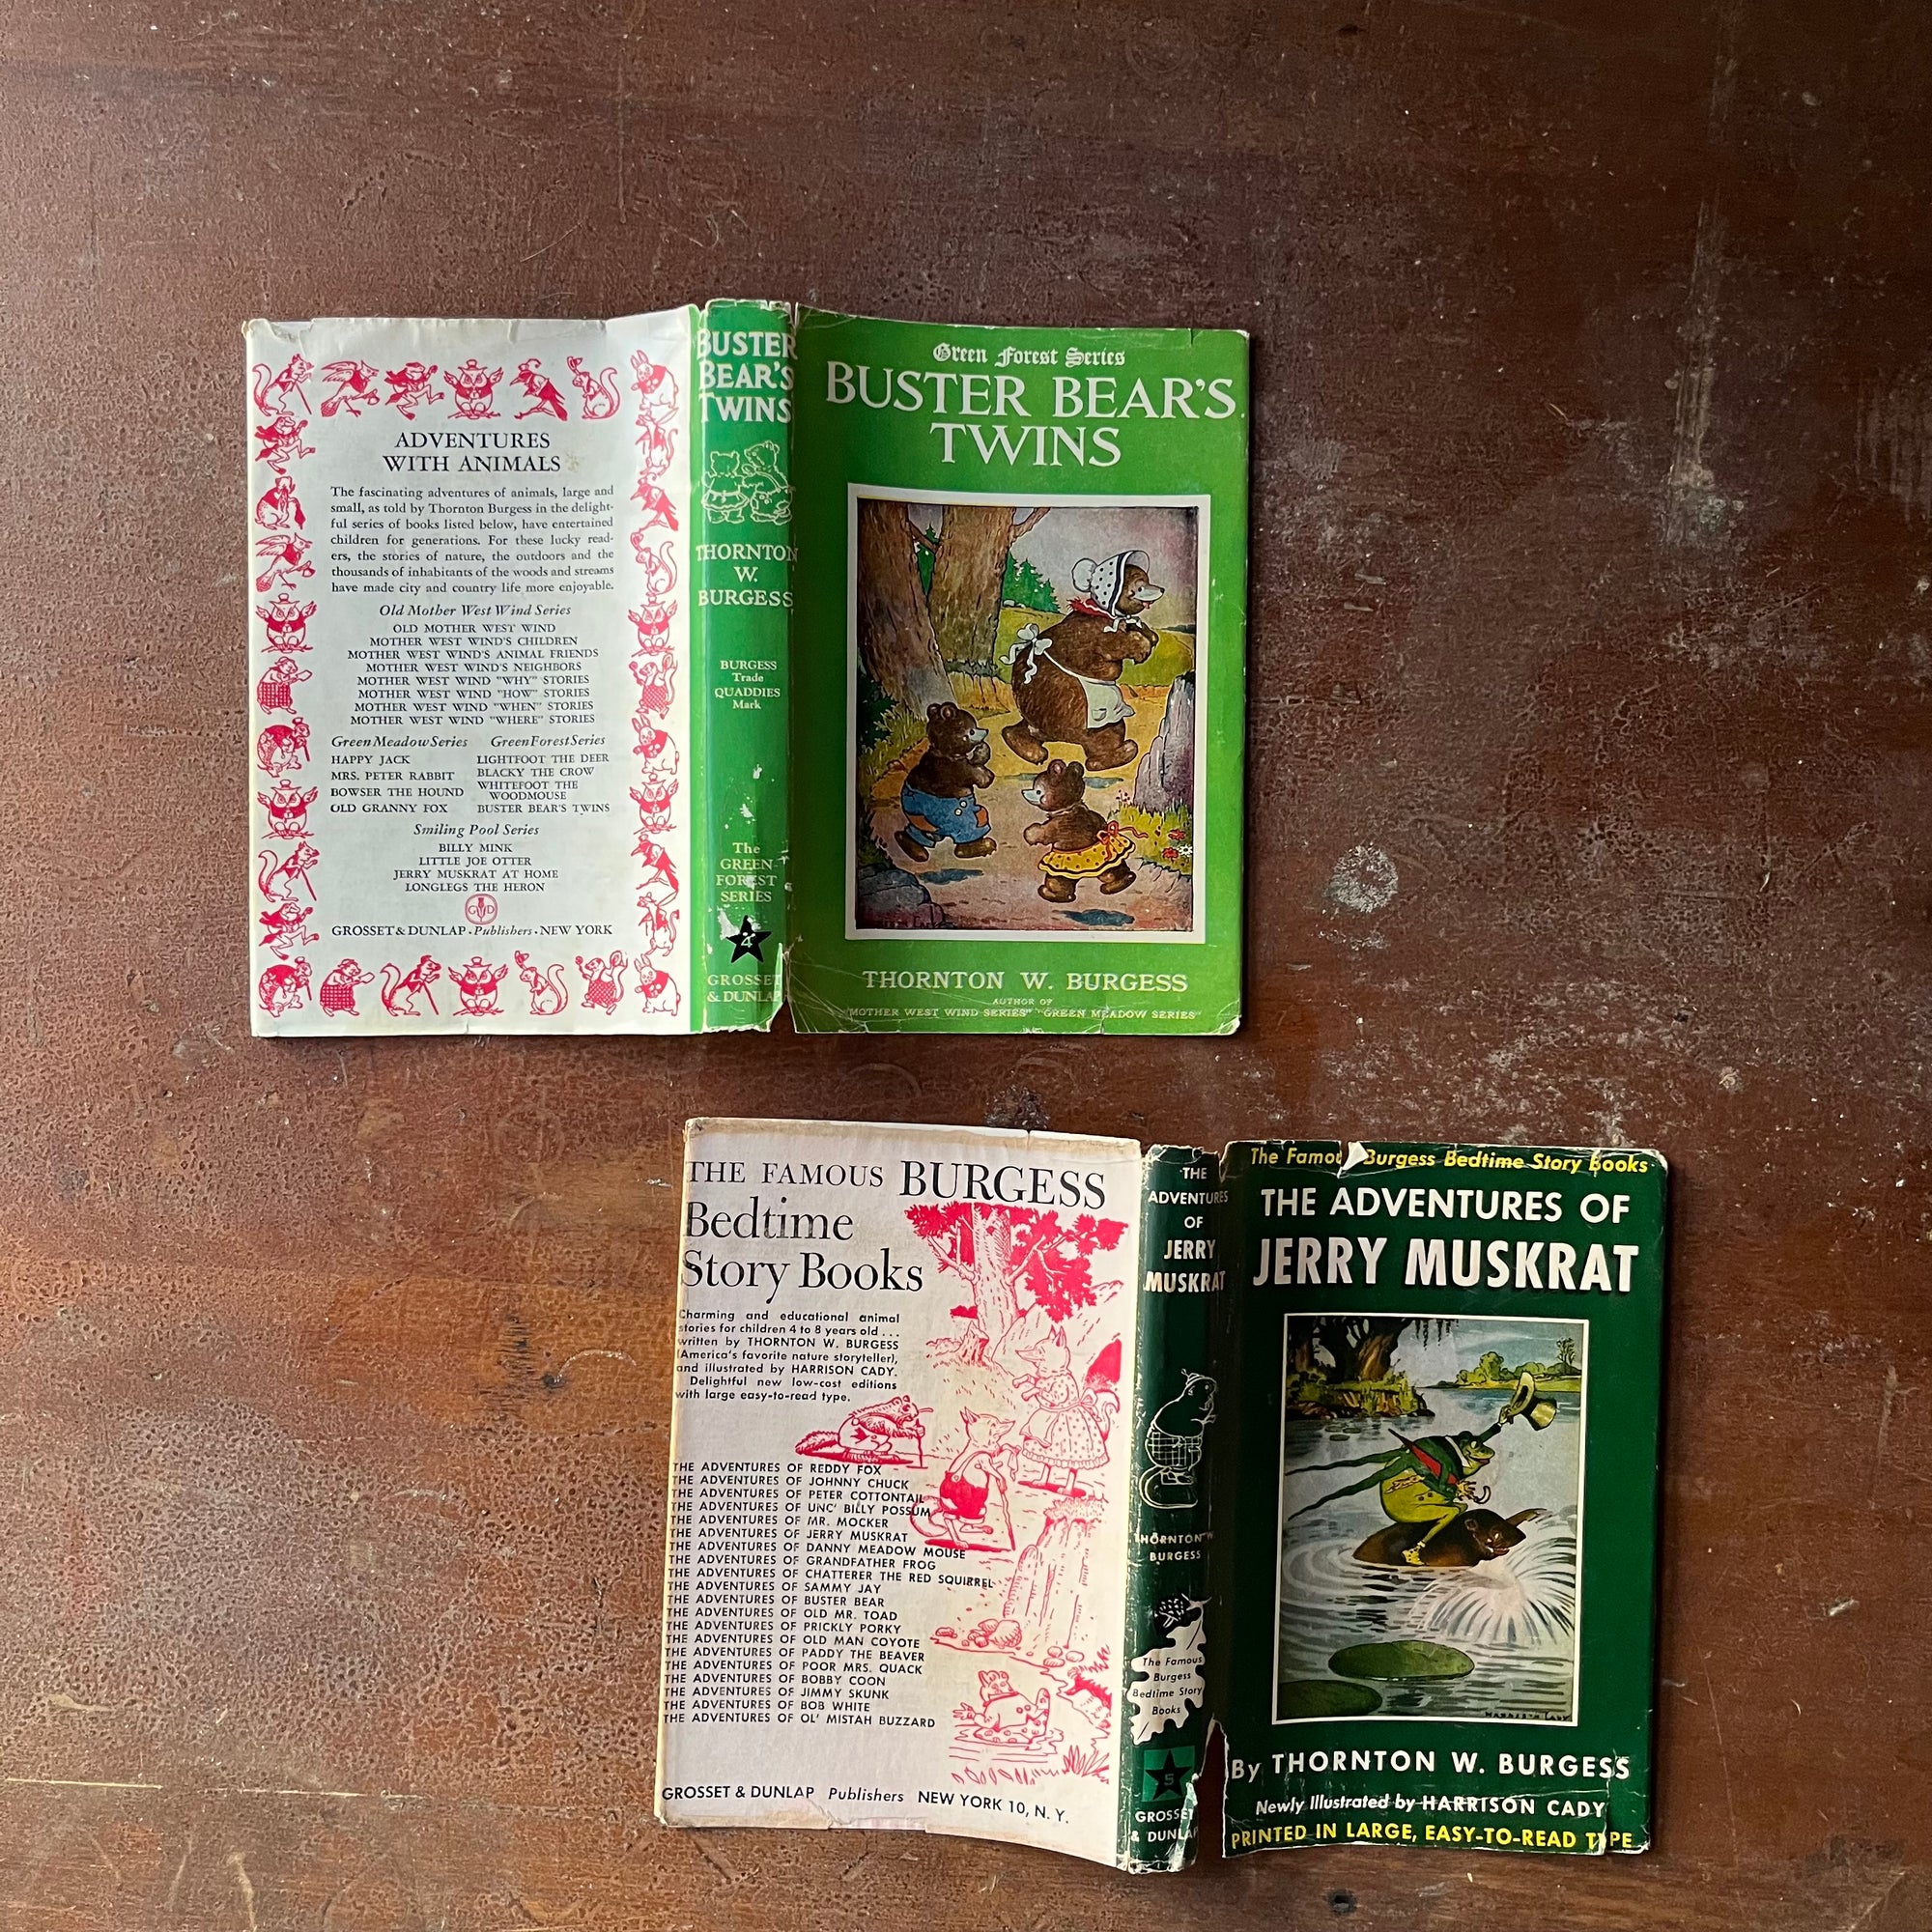 ADVENTURES
WITH ANIMALS
The fascinating adventures of animals, large and
small, as told by Thornton Burgess in the delight-
ful series of books listed below, have entertained
children for generations. For these lucky read-
ers, the stories of nature, the outdoors and the
thousands of inhabitants of the woods and streams
have made city and country life more enjoyable.
Old Mother West Wind Series
OLD MOTHER WEST WIND
MOTHER WEST WIND'S CHILDREN
MOTHER WEST WIND'S ANIMAL FRIENDS
MOTHER WEST WIND'S NEIGHBORS
MOTHER WEST WIND "WHY" STORIES
MOTHER WEST WIND "HOW" STORIES
MOTHER WEST WIND "WHEN" STORIES
MOTHER WEST WIND "WHERE" STORIES
Green Meadow Series
HAPPY JACK
MRS. PETER RABBIT
BOWSER THE HOUND
OLD GRANNY FOX
Green Forest Series
LIGHTFOOT THE DEER
BLACKY THE CROW
WHITEFOOT THE
WOODMOUSE
BUSTER BEAR'S TWINS
Smiling Pool Series
BILLY MINK
LITTLE JOE OTTER
JERRY MUSKRAT AT HOME
LONGLEGS THE HERON
G D
GROSSET & DUNLAP • Publishers • NEW YORK
BUSTER
BEAR'S
TWINS
THORNTON
W.
BURGESS
BURGESS
Trade
QUADDIES
Mark
The
GREEN
FOREST
SERIES
4
GROSSET
& DUNLAP
Green Forest Series
BUSTER BEAR'S
TWINS
THORNTON W. BURGESS
AUTHOR OF
"MOTHER WEST WIND SERIES" "GREEN MEADOW SERIES"
THE FAMOUS BURGESS
Bedtime
Story Books
Charming and educational animal
stories for children 4 to 8 years old . . .
written by THORNTON W. BURGESS
(America's favorite nature storyteller),
and illustrated by HARRISON CADY.
Delightful new low-cost editions
with large easy-to-read type.
THE ADVENTURES OF REDDY FOX
THE ADVENTURES OF JOHNNY CHUCK
THE ADVENTURES OF PETER COTTONTAIL
THE ADVENTURES OF UNC' BILLY POSSUM
THE ADVENTURES OF MR. MOCKER
THE ADVENTURES OF JERRY MUSKRAT
THE ADVENTURES OF DANNY MEADOW MOUSE
THE ADVENTURES OF GRANDFATHER FROG
THE ADVENTURES OF CHATTERER THE RED SQUIRREL
THE ADVENTURES OF SAMMY JAY
THE ADVENTURES OF BUSTER BEAR
THE ADVENTURES OF OLD MR. TOAD
THE ADVENTURES OF PRICKLY PORKY
THE ADVENTURES OF OLD MAN COYOTE
THE ADVENTURES OF PADDY THE BEAVER
THE ADVENTURES OF POOR MRS. QUACK
THE ADVENTURES OF BOBBY COON
THE ADVENTURES OF JIMMY SKUNK
THE ADVENTURES OF BOB WHITE
THE ADVENTURES OF OL' MISTAH BUZZARD
GROSSET & DUNLAP Publishers NEW YORK 10, N. Y.
THE
ADVENTURES
OF
JERRY
MUSKRAT
THORNTON W.
BURGESS
The Famous
Burgess
Bedtime Story
Books
5
GROSSET
& DUNLAP
The Famous Burgess Bedtime Story Books
THE ADVENTURES OF
JERRY MUSKRAT
HARRISON CADY
By THORNTON W. BURGESS
Newly Illustrated by HARRISON CADY
PRINTED IN LARGE, EASY-TO-READ TYPE